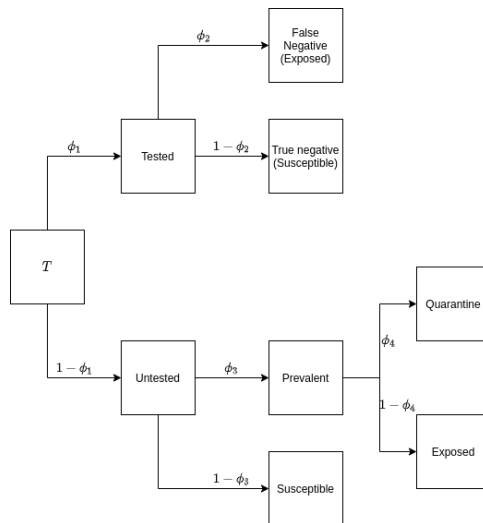 ϕ₂
False
Negative
(Exposed)
ϕ₁
Tested
1 − ϕ₂
True negative
(Susceptible)
T
Quarantine
1 − ϕ₁
Untested
ϕ₃
Prevalent
ϕ₄
1 − ϕ₄
Exposed
1 − ϕ₃
Susceptible